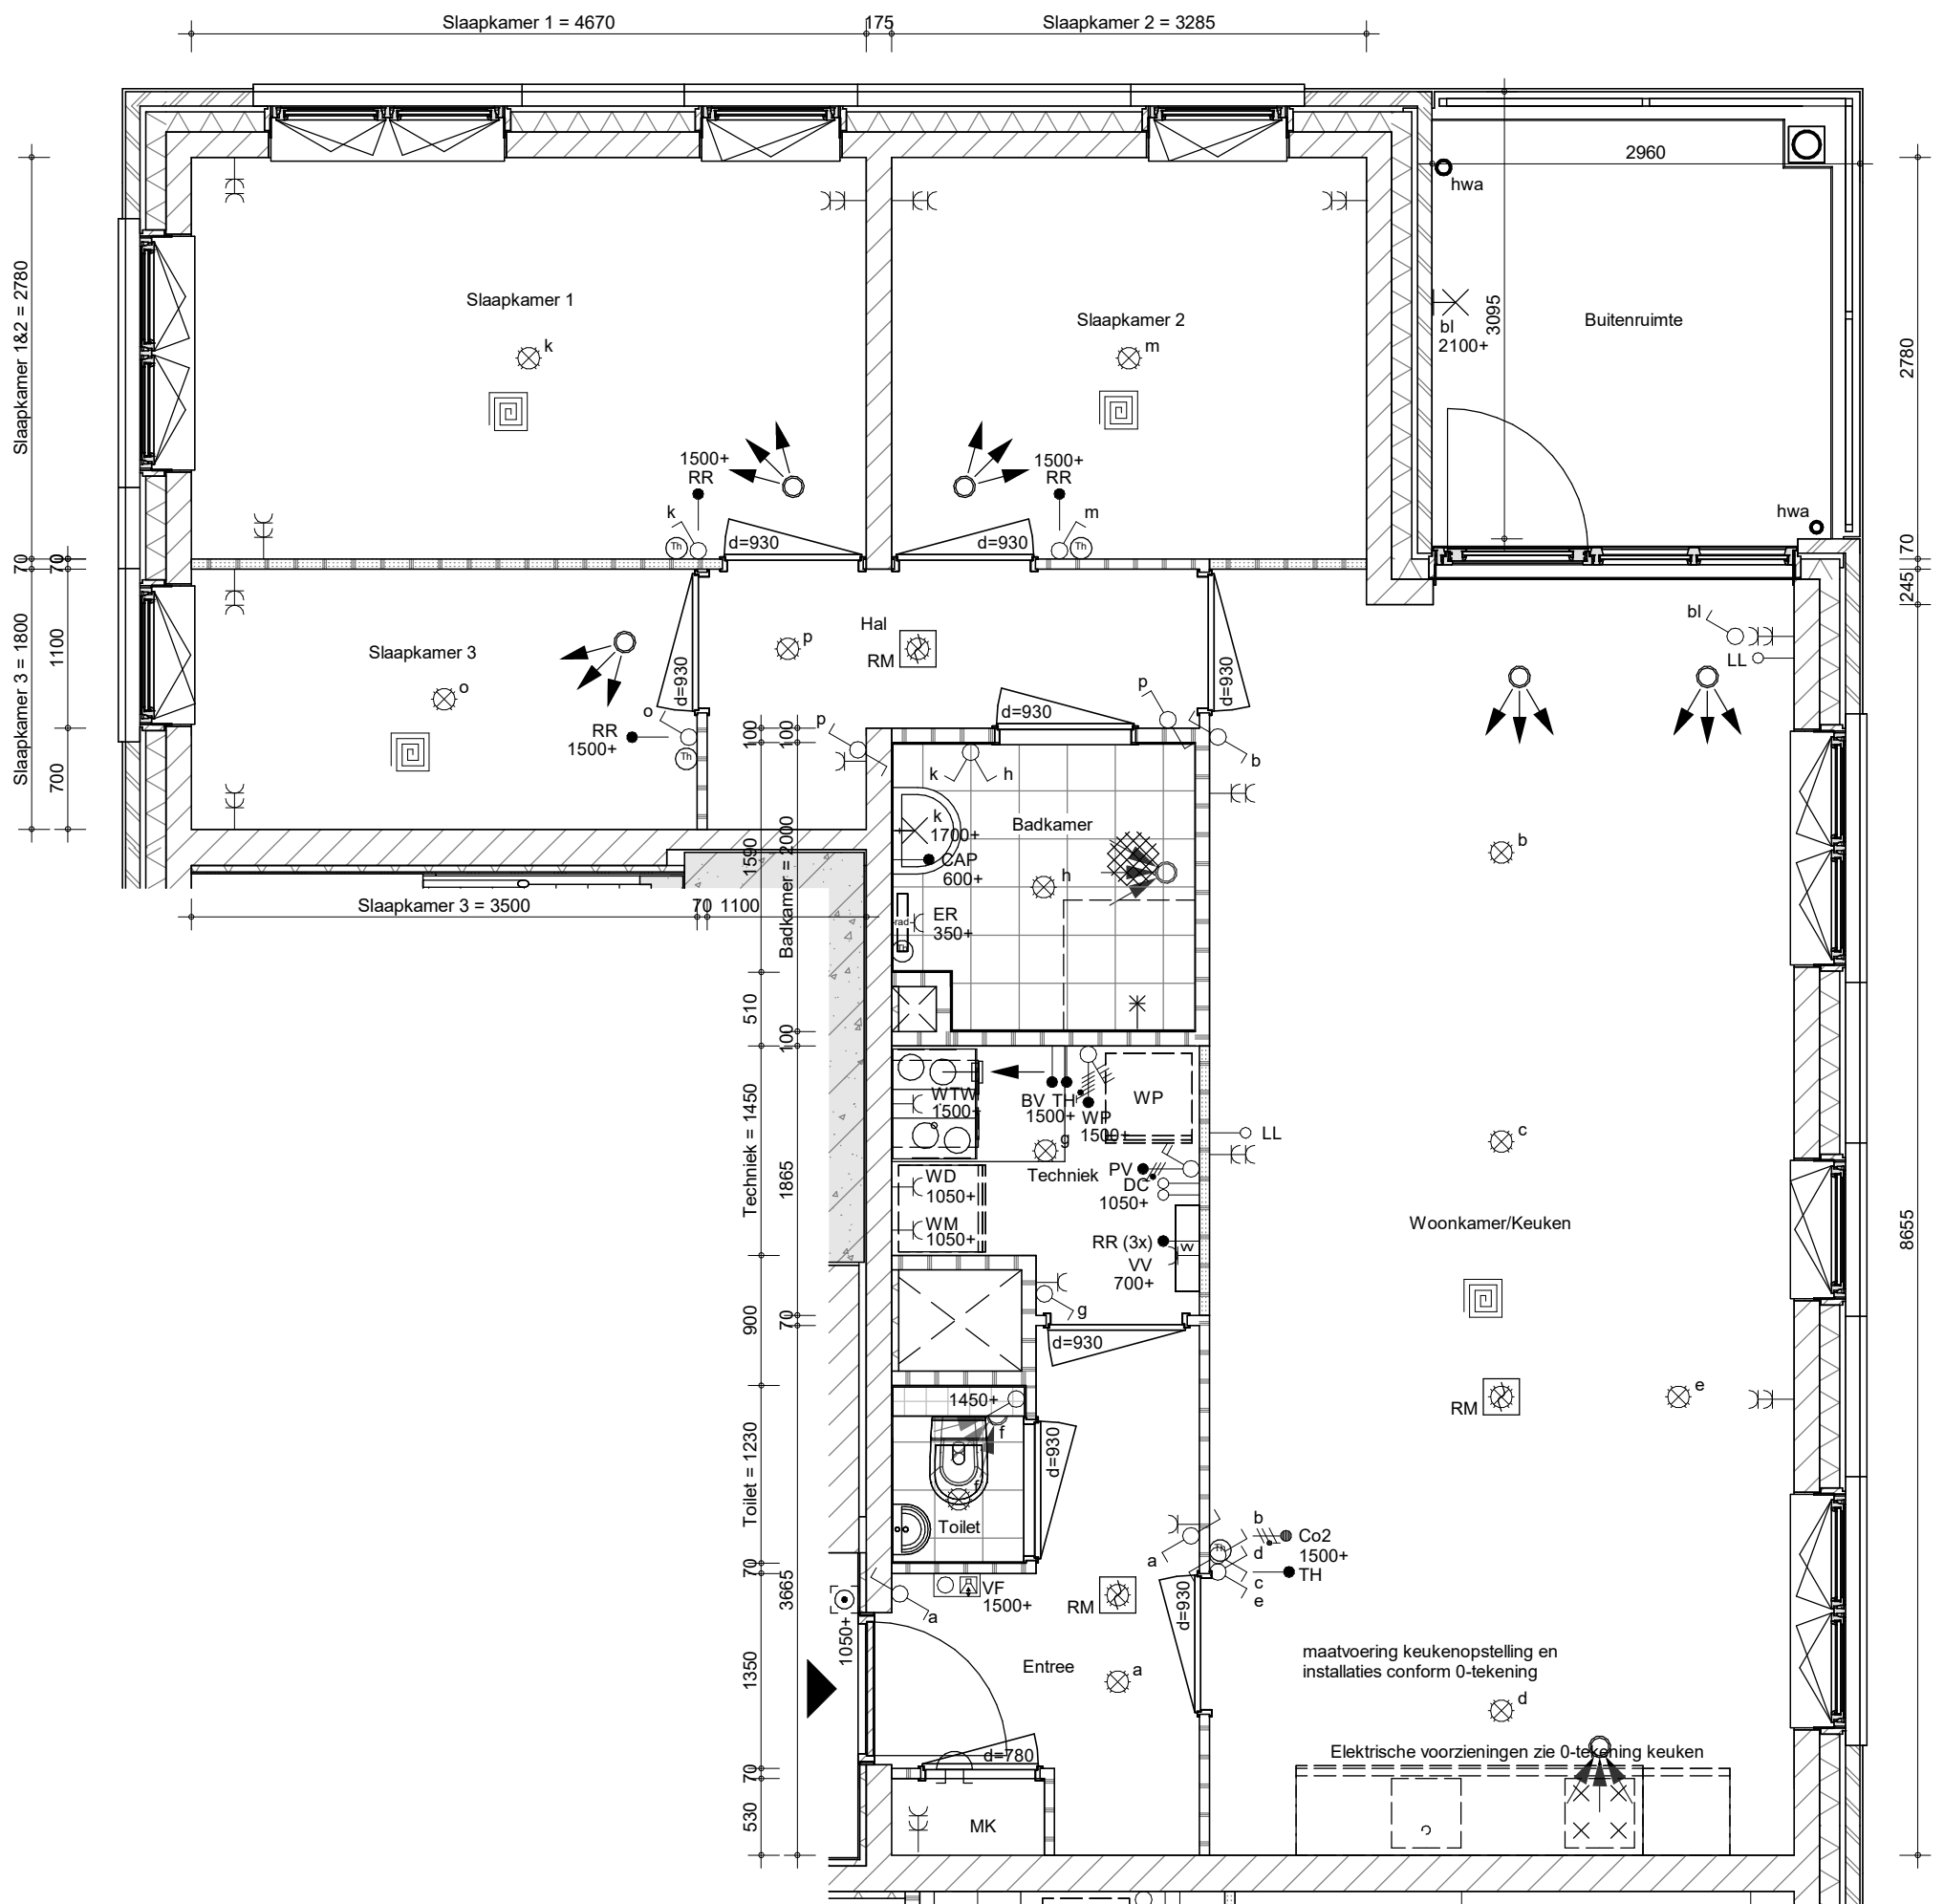 Slaapkamer 1 = 4670
175
Slaapkamer 2 = 3285
2960
hwa
Slaapkamer 1&2 = 2780
Slaapkamer 1
k
Slaapkamer 2
m
bl
2100+
3095
Buitenruimte
2780
1500+
RR
k
Th
d=930
1500+
RR
m
Th
d=930
hwa
70
70
70
245
Slaapkamer 3 = 1800
1100
700
Slaapkamer 3
o
RR
1500+
o
Th
d=930
Hal
p
RM
p
d=930
p
d=930
b
bl
LL
100
100
k
h
Badkamer
k
1700+
CAP
600+
h
b
ER
350+
rad
1590
Badkamer = 2000
Slaapkamer 3 = 3500
70
1100
510
100
WTW
1500+
BV
TH
1500+
WP
1500+
WP
g
LL
c
Techniek
PV
DC
1050+
WD
1050+
WM
1050+
Techniek = 1450
1865
RR (3x)
VV
700+
W
Woonkamer/Keuken
8655
g
d=930
900
70
1450+
f
f
Toilet
d=930
Toilet = 1230
RM
e
b
Co2
1500+
d
Th
a
c
TH
e
70
3665
VF
1500+
a
RM
d=930
1050+
1350
Entree
a
maatvoering keukenopstelling en
installaties conform 0-tekening
d
Elektrische voorzieningen zie 0-tekening keuken
d=780
70
530
MK